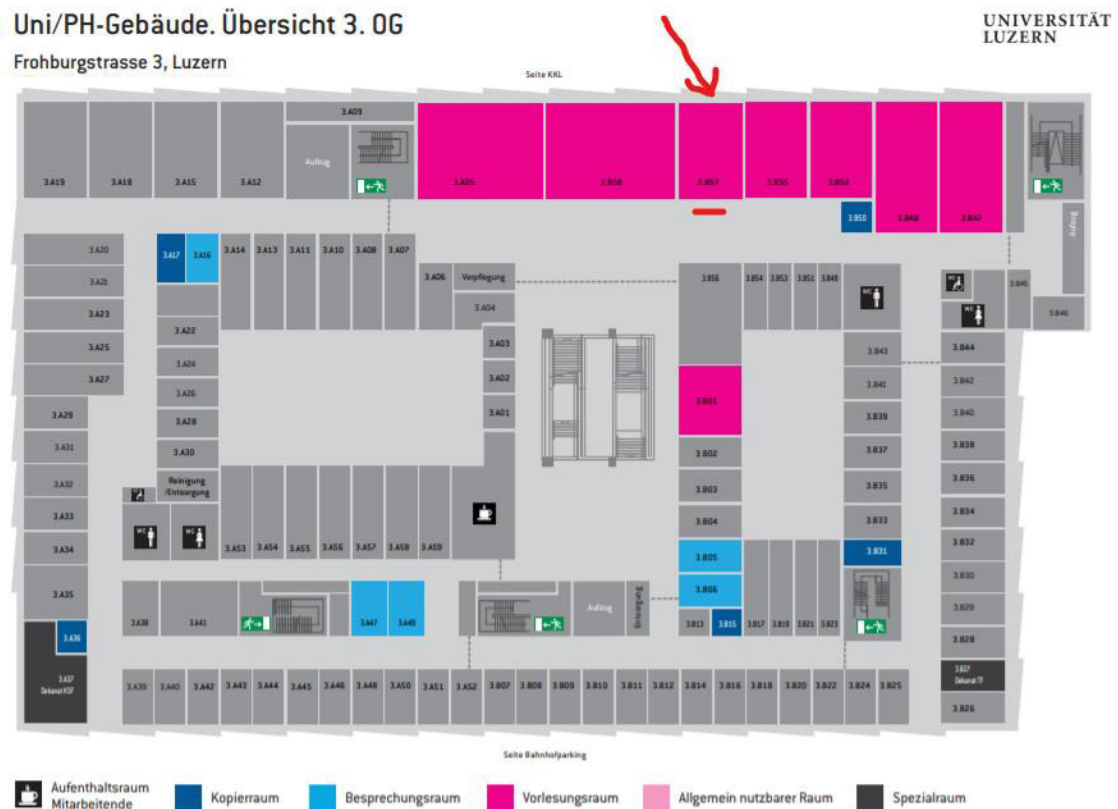 Uni/PH-Gebäude. Übersicht 3. OG
UNIVERSITÄT
LUZERN
Frohburgstrasse 3, Luzern
Seite KKL
3.A09
Aufzug
3.A19 3.A18 3.A15 3.A12 3.A05 3.B58 3.B57 3.B55 3.B52
3.B50 3.B48 3.B47
Aufzug
3.A20 3.A17 3.A16 3.A14 3.A13 3.A11 3.A10 3.A08 3.A07
3.A06 Verpflegung 3.B56 3.B54 3.B53 3.B51 3.B49 WC WC 3.B45
3.A21
3.A04
3.A23 WC 3.B46
3.A22
3.A25 3.A03 3.B43 3.B44
3.A24
3.A27 3.A02 3.B41 3.B42
3.A26
3.A29 3.A28 3.A01 3.B01 3.B39 3.B40
3.A31 3.A30 3.B02 3.B37 3.B38
3.A32 Reinigung
/Entsorgung
3.B03 3.B35 3.B36
3.A33 WC WC 3.B04 3.B33 3.B34
3.A34 3.A53 3.A54 3.A55 3.A56 3.A57 3.A58 3.A59 3.B05 3.B31 3.B32
3.A35 3.B06 3.B30
Aufzug
3.B29
3.A38 3.A41 3.A47 3.A49 3.B13 3.B15 3.B17 3.B19 3.B21 3.B23
3.A36 3.B28
3.A37
Dekanat KSF
3.B27
Dekanat TF
3.A39 3.A40 3.A42 3.A43 3.A44 3.A45 3.A46 3.A48 3.A50 3.A51 3.A52 3.B07 3.B08 3.B09 3.B10 3.B11 3.B12 3.B14 3.B16 3.B18 3.B20 3.B22 3.B24 3.B25
3.B26
Seite Bahnhofparking
Aufenthaltsraum
Mitarbeitende
Kopierraum
Besprechungsraum
Vorlesungsraum
Allgemein nutzbarer Raum
Spezialraum